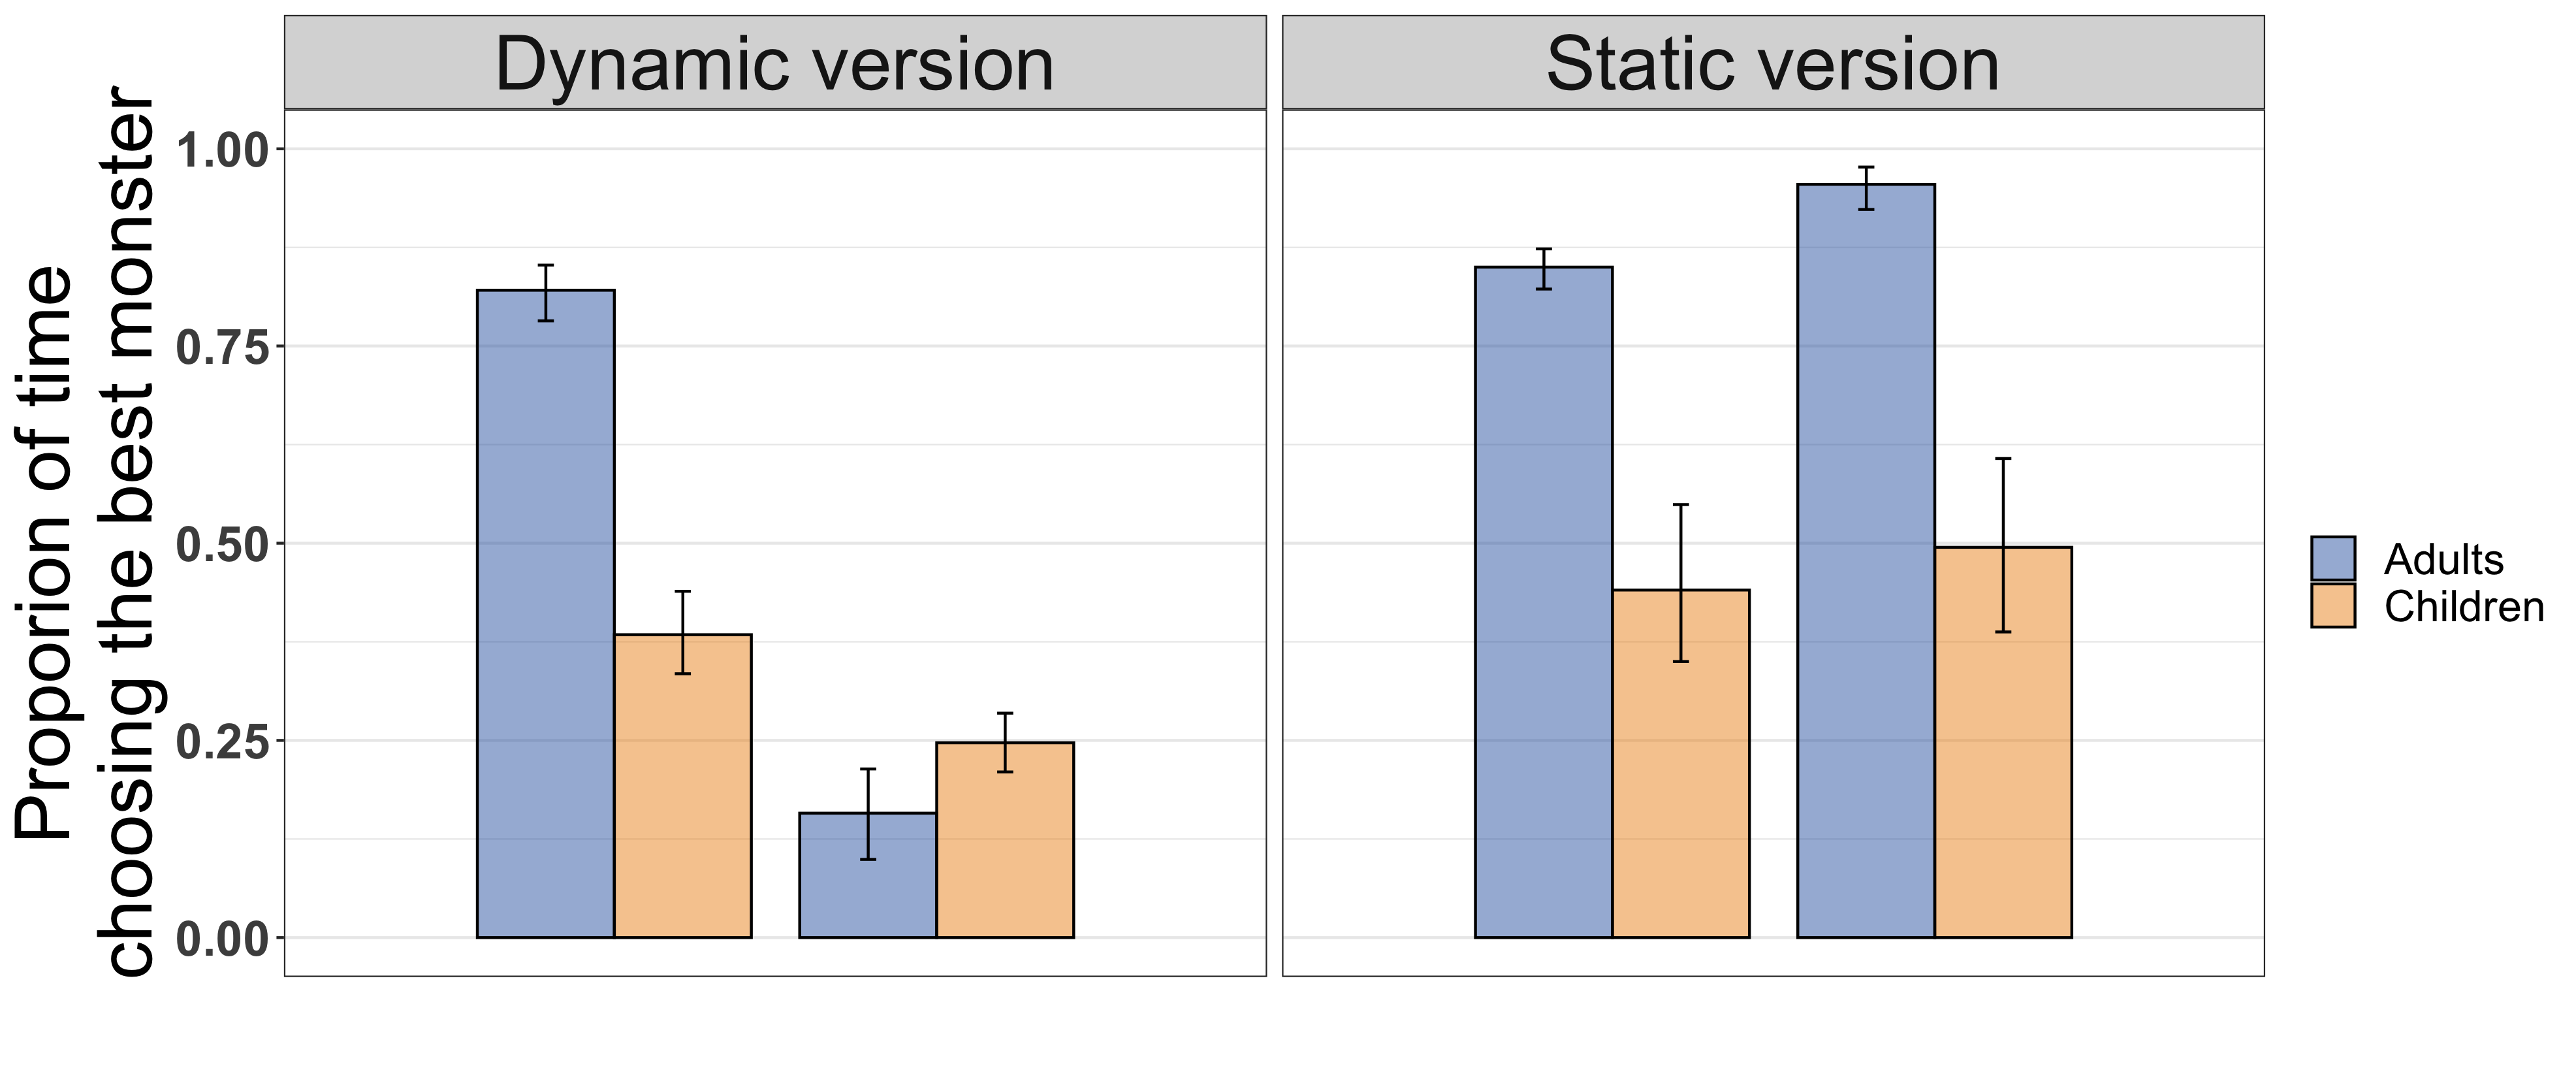 Dynamic version
Static version
Proporion of time
choosing the best monster
1.00
0.75
0.50
0.25
0.00
Adults
Children